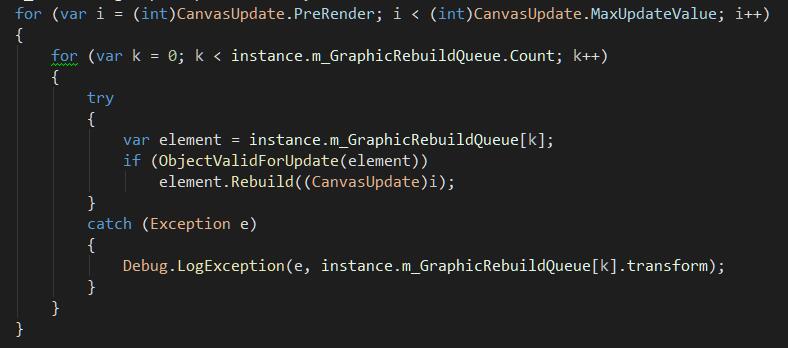 for (var i = (int)CanvasUpdate.PreRender; i < (int)CanvasUpdate.MaxUpdateValue; i++)
{
    for (var k = 0; k < instance.m_GraphicRebuildQueue.Count; k++)
    {
        try
        {
            var element = instance.m_GraphicRebuildQueue[k];
            if (ObjectValidForUpdate(element))
                element.Rebuild((CanvasUpdate)i);
        }
        catch (Exception e)
        {
            Debug.LogException(e, instance.m_GraphicRebuildQueue[k].transform);
        }
    }
}